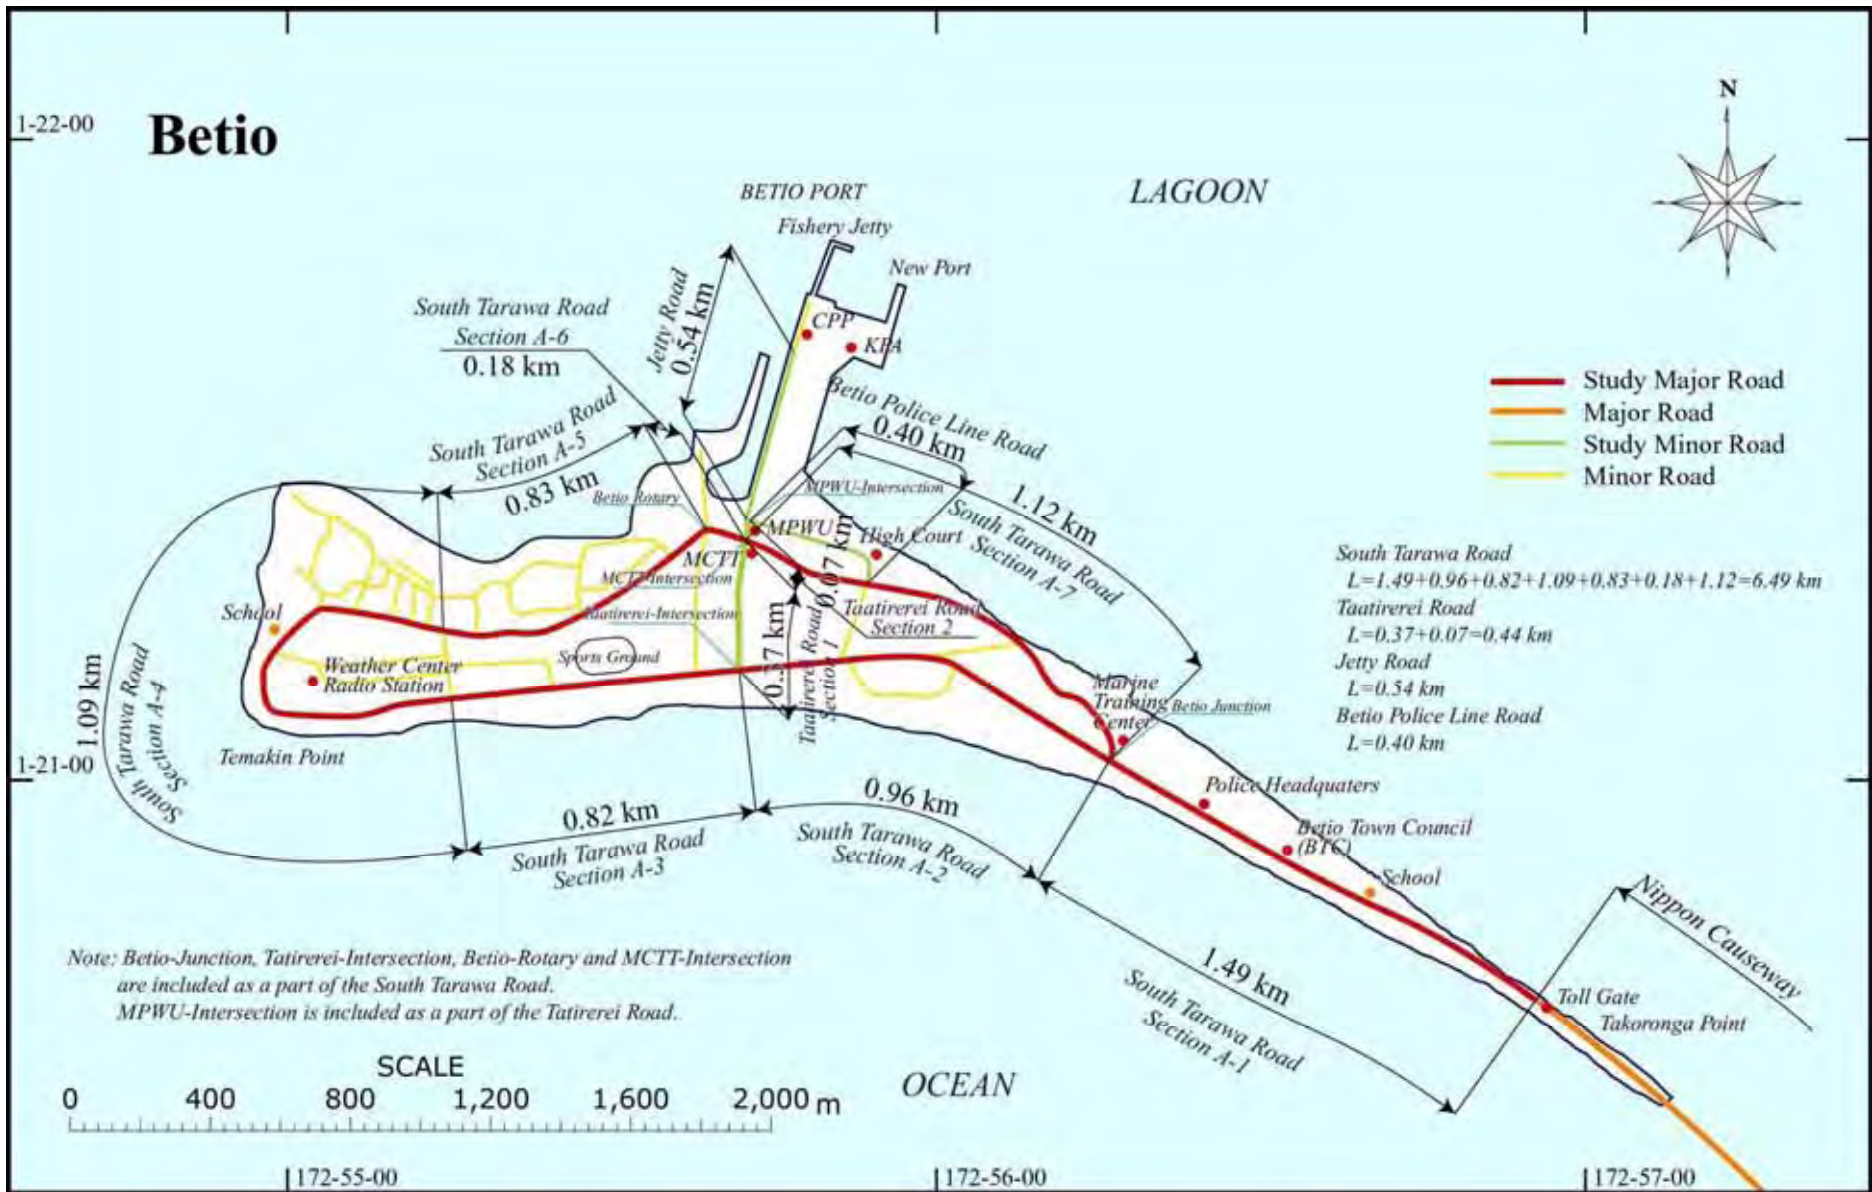 1-22-00
Betio
N
LAGOON
BETIO PORT
Fishery Jetty
New Port
South Tarawa Road
Section A-6
0.18 km
Jetty Road
0.54 km
CPP
KPA
Betio Police Line Road
0.40 km
South Tarawa Road
Section A-5
0.83 km
Study Major Road
Major Road
Study Minor Road
Minor Road
Betio Rotary
MPWU-Intersection
1.12 km
South Tarawa Road
Section A-7
MPWU
High Court
MCTT
0.07 km
MCTT-Intersection
Taatirerei-Intersection
Taatirerei Road
Section 2
0.37 km
Taatirerei Road
Section 1
South Tarawa Road
L=1.49+0.96+0.82+1.09+0.83+0.18+1.12=6.49 km
Taatirerei Road
L=0.37+0.07=0.44 km
Jetty Road
L=0.54 km
Betio Police Line Road
L=0.40 km
School
Sports Ground
Weather Center
Radio Station
1.09 km
South Tarawa Road
Section A-4
Marine
Training
Center
Betio Junction
Temakin Point
1-21-00
Police Headquaters
0.96 km
South Tarawa Road
Section A-2
0.82 km
South Tarawa Road
Section A-3
Betio Town Council
(BTC)
School
Nippon Causeway
1.49 km
South Tarawa Road
Section A-1
Toll Gate
Takoronga Point
Note: Betio-Junction, Tatirerei-Intersection, Betio-Rotary and MCTT-Intersection
are included as a part of the South Tarawa Road.
MPWU-Intersection is included as a part of the Tatirerei Road.
SCALE
0 400 800 1,200 1,600 2,000 m
OCEAN
172-55-00
172-56-00
172-57-00